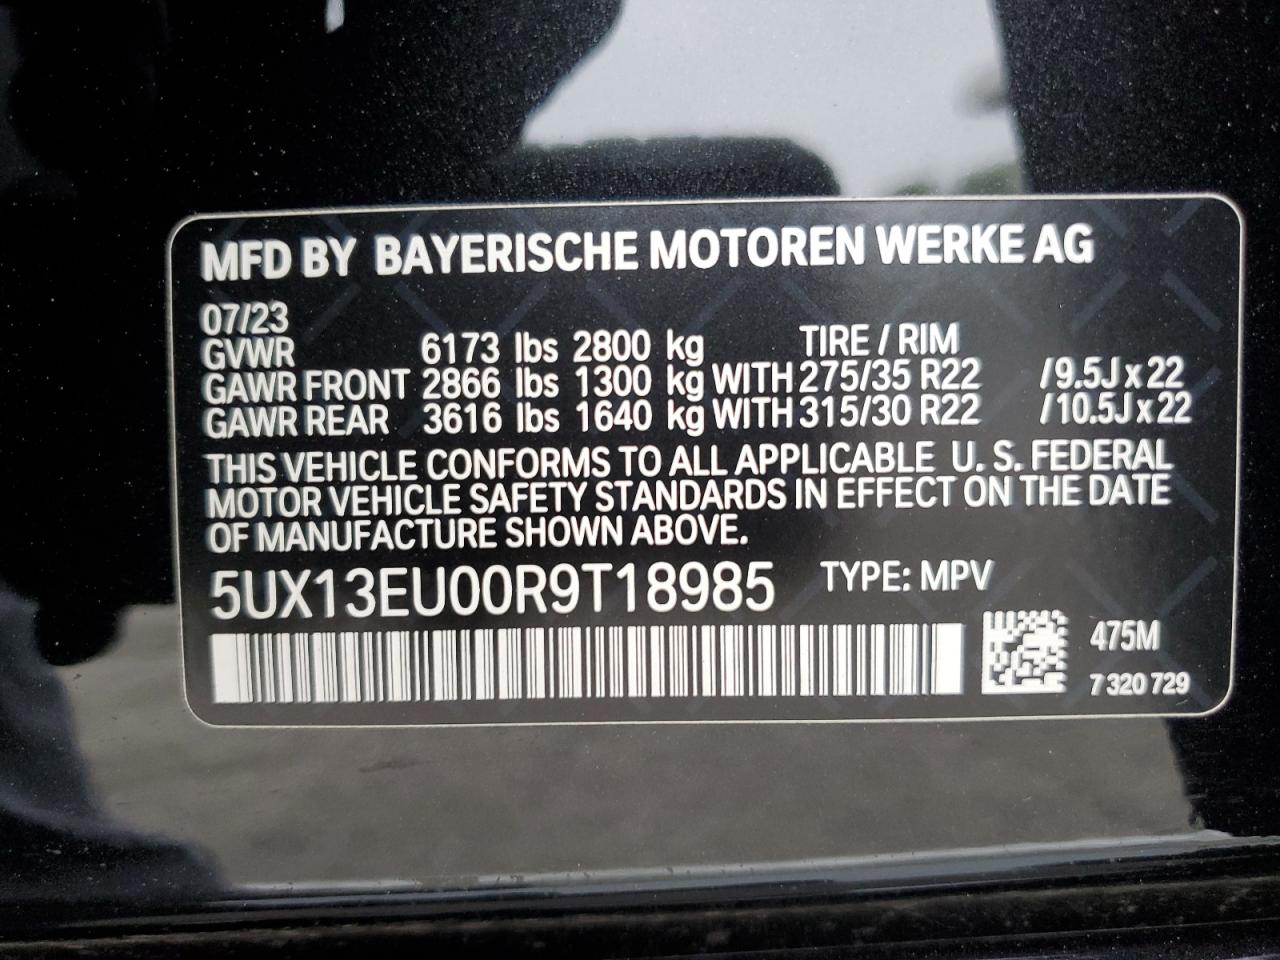 MFD BY BAYERISCHE MOTOREN WERKE AG
07/23
GVWR 6173 lbs 2800 kg TIRE / RIM
GAWR FRONT 2866 lbs 1300 kg WITH 275/35 R22 /9.5J x 22
GAWR REAR 3616 lbs 1640 kg WITH 315/30 R22 /10.5J x 22
THIS VEHICLE CONFORMS TO ALL APPLICABLE U. S. FEDERAL
MOTOR VEHICLE SAFETY STANDARDS IN EFFECT ON THE DATE
OF MANUFACTURE SHOWN ABOVE.
5UX13EU00R9T18985 TYPE: MPV
475M
7 320 729